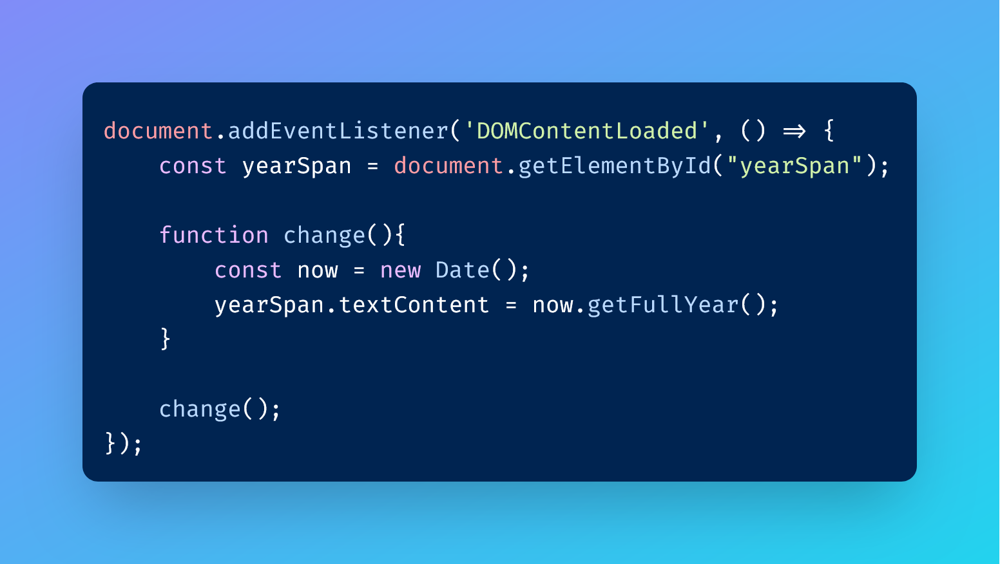 document.addEventListener('DOMContentLoaded', () => {
    const yearSpan = document.getElementById("yearSpan");

    function change(){
        const now = new Date();
        yearSpan.textContent = now.getFullYear();
    }

    change();
});